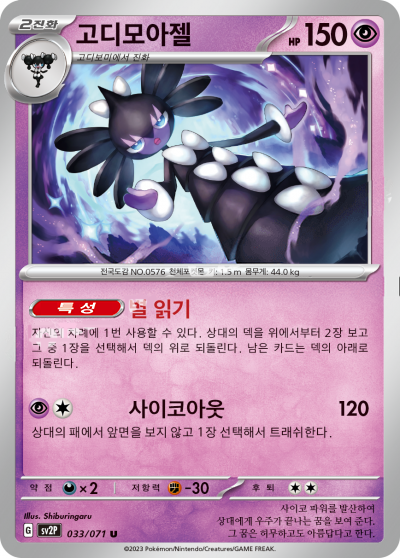 2진화
고디모아젤
HP 150
고디보미에서 진화
전국도감 NO.0576 천체포켓몬 키: 1.5 m 몸무게: 44.0 kg
특성 별 읽기
자신의 차례에 1번 사용할 수 있다. 상대의 덱을 위에서부터 2장 보고
그 중 1장을 선택해서 덱의 위로 되돌린다. 남은 카드는 덱의 아래로
되돌린다.
사이코아웃 120
상대의 패에서 앞면을 보지 않고 1장 선택해서 트래쉬한다.
약점 ×2 저항력 -30 후퇴
Illus. Shiburingaru
G sv2P 033/071 U
사이코 파워를 발산하여
상대에게 우주가 끝나는 꿈을 보여 준다.
그 꿈은 허무하고도 아름답다고 한다.
©2023 Pokémon/Nintendo/Creatures/GAME FREAK.